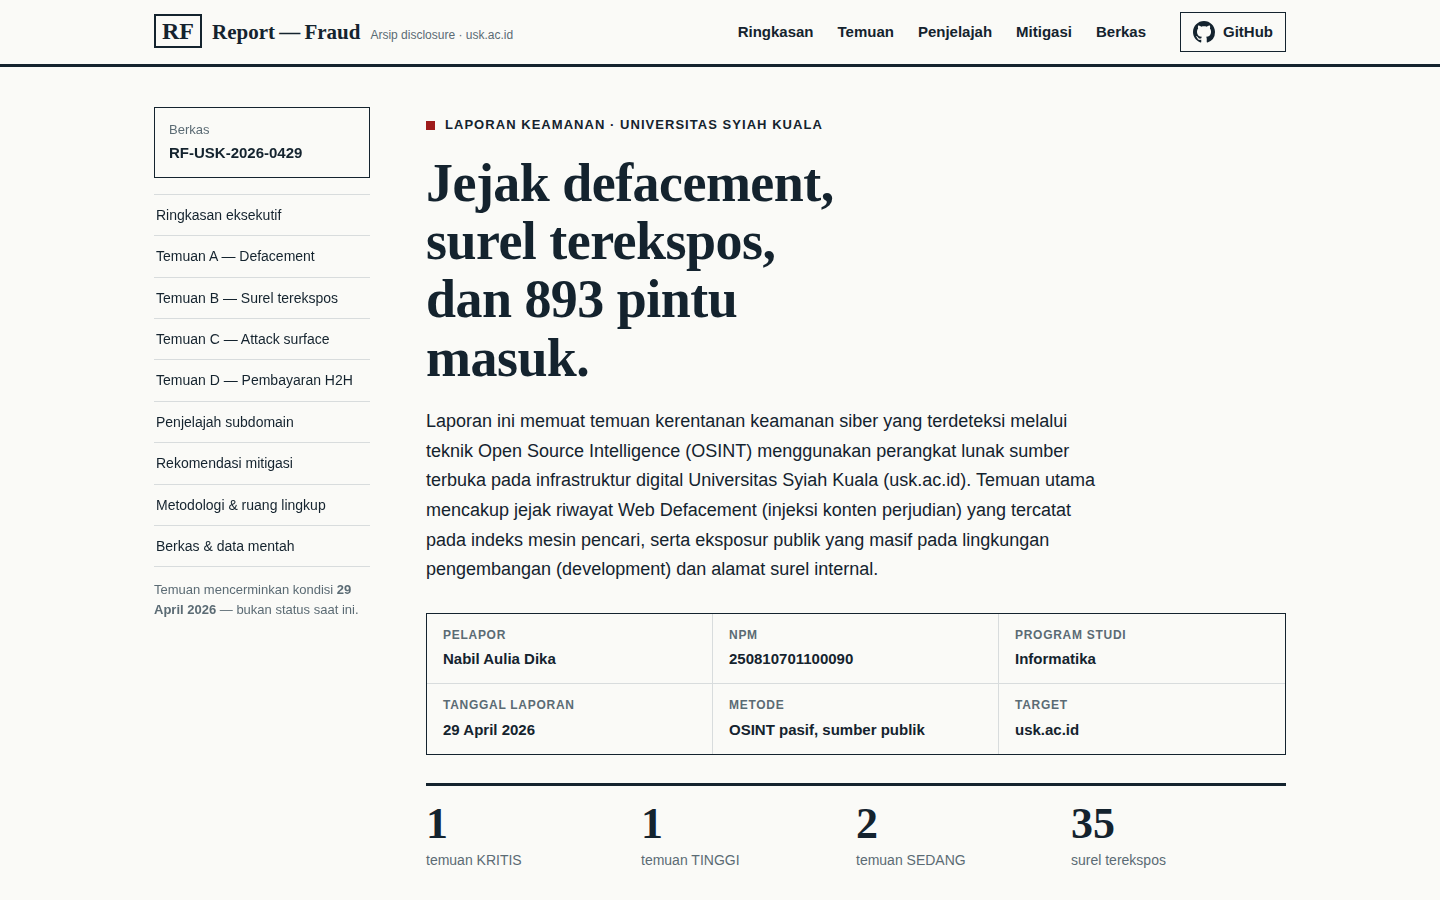 RF Report — Fraud Arsip disclosure · usk.ac.id Ringkasan Temuan Penjelajah Mitigasi Berkas GitHub
Berkas
RF-USK-2026-0429
Ringkasan eksekutif
Temuan A — Defacement
Temuan B — Surel terekspos
Temuan C — Attack surface
Temuan D — Pembayaran H2H
Penjelajah subdomain
Rekomendasi mitigasi
Metodologi & ruang lingkup
Berkas & data mentah
Temuan mencerminkan kondisi 29
April 2026 — bukan status saat ini.
LAPORAN KEAMANAN · UNIVERSITAS SYIAH KUALA
Jejak defacement,
surel terekspos,
dan 893 pintu
masuk.
Laporan ini memuat temuan kerentanan keamanan siber yang terdeteksi melalui
teknik Open Source Intelligence (OSINT) menggunakan perangkat lunak sumber
terbuka pada infrastruktur digital Universitas Syiah Kuala (usk.ac.id). Temuan utama
mencakup jejak riwayat Web Defacement (injeksi konten perjudian) yang tercatat
pada indeks mesin pencari, serta eksposur publik yang masif pada lingkungan
pengembangan (development) dan alamat surel internal.
PELAPOR
Nabil Aulia Dika
NPM
250810701100090
PROGRAM STUDI
Informatika
TANGGAL LAPORAN
29 April 2026
METODE
OSINT pasif, sumber publik
TARGET
usk.ac.id
1
temuan KRITIS
1
temuan TINGGI
2
temuan SEDANG
35
surel terekspos